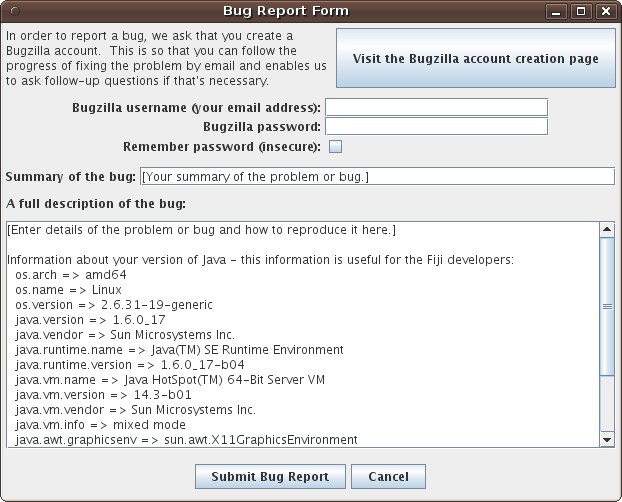 Bug Report Form
In order to report a bug, we ask that you create a
Bugzilla account.  This is so that you can follow the
progress of fixing the problem by email and enables us
to ask follow-up questions if that's necessary.
Visit the Bugzilla account creation page
Bugzilla username (your email address):
Bugzilla password:
Remember password (insecure):
Summary of the bug: [Your summary of the problem or bug.]
A full description of the bug:
[Enter details of the problem or bug and how to reproduce it here.]
Information about your version of Java - this information is useful for the Fiji developers:
os.arch => amd64
os.name => Linux
os.version => 2.6.31-19-generic
java.version => 1.6.0_17
java.vendor => Sun Microsystems Inc.
java.runtime.name => Java(TM) SE Runtime Environment
java.runtime.version => 1.6.0_17-b04
java.vm.name => Java HotSpot(TM) 64-Bit Server VM
java.vm.version => 14.3-b01
java.vm.vendor => Sun Microsystems Inc.
java.vm.info => mixed mode
java.awt.graphicsenv => sun.awt.X11GraphicsEnvironment
Submit Bug Report Cancel